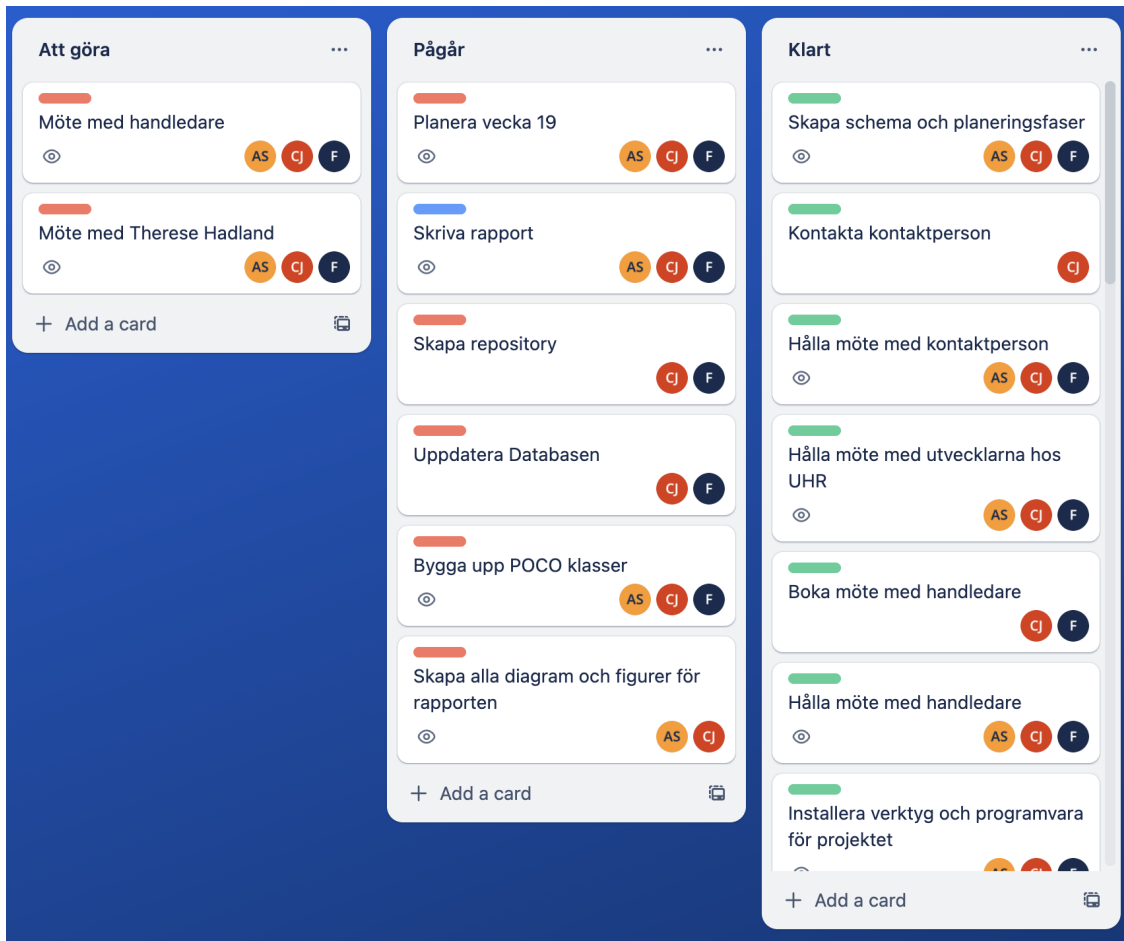 Att göra
Möte med handledare
AS CJ F
Möte med Therese Hadland
AS CJ F
Add a card
Pågår
Planera vecka 19
AS CJ F
Skriva rapport
AS CJ F
Skapa repository
CJ F
Uppdatera Databasen
CJ F
Bygga upp POCO klasser
AS CJ F
Skapa alla diagram och figurer för
rapporten
AS CJ
Add a card
Klart
Skapa schema och planeringsfaser
AS CJ F
Kontakta kontaktperson
CJ
Hålla möte med kontaktperson
AS CJ F
Hålla möte med utvecklarna hos
UHR
AS CJ F
Boka möte med handledare
CJ F
Hålla möte med handledare
AS CJ F
Installera verktyg och programvara
för projektet
AS CJ F
Add a card